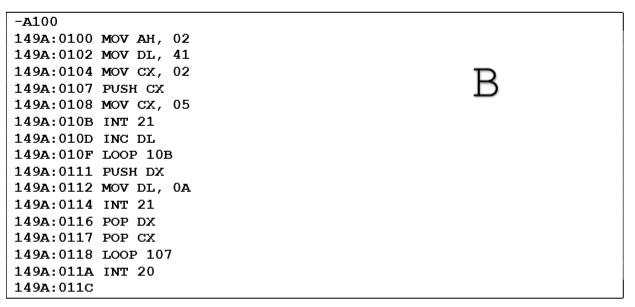 -A100
149A:0100 MOV AH, 02
149A:0102 MOV DL, 41
149A:0104 MOV CX, 02
149A:0107 PUSH CX
149A:0108 MOV CX, 05
149A:010B INT 21
149A:010D INC DL
149A:010F LOOP 10B
149A:0111 PUSH DX
149A:0112 MOV DL, 0A
149A:0114 INT 21
149A:0116 POP DX
149A:0117 POP CX
149A:0118 LOOP 107
149A:011A INT 20
149A:011C
B